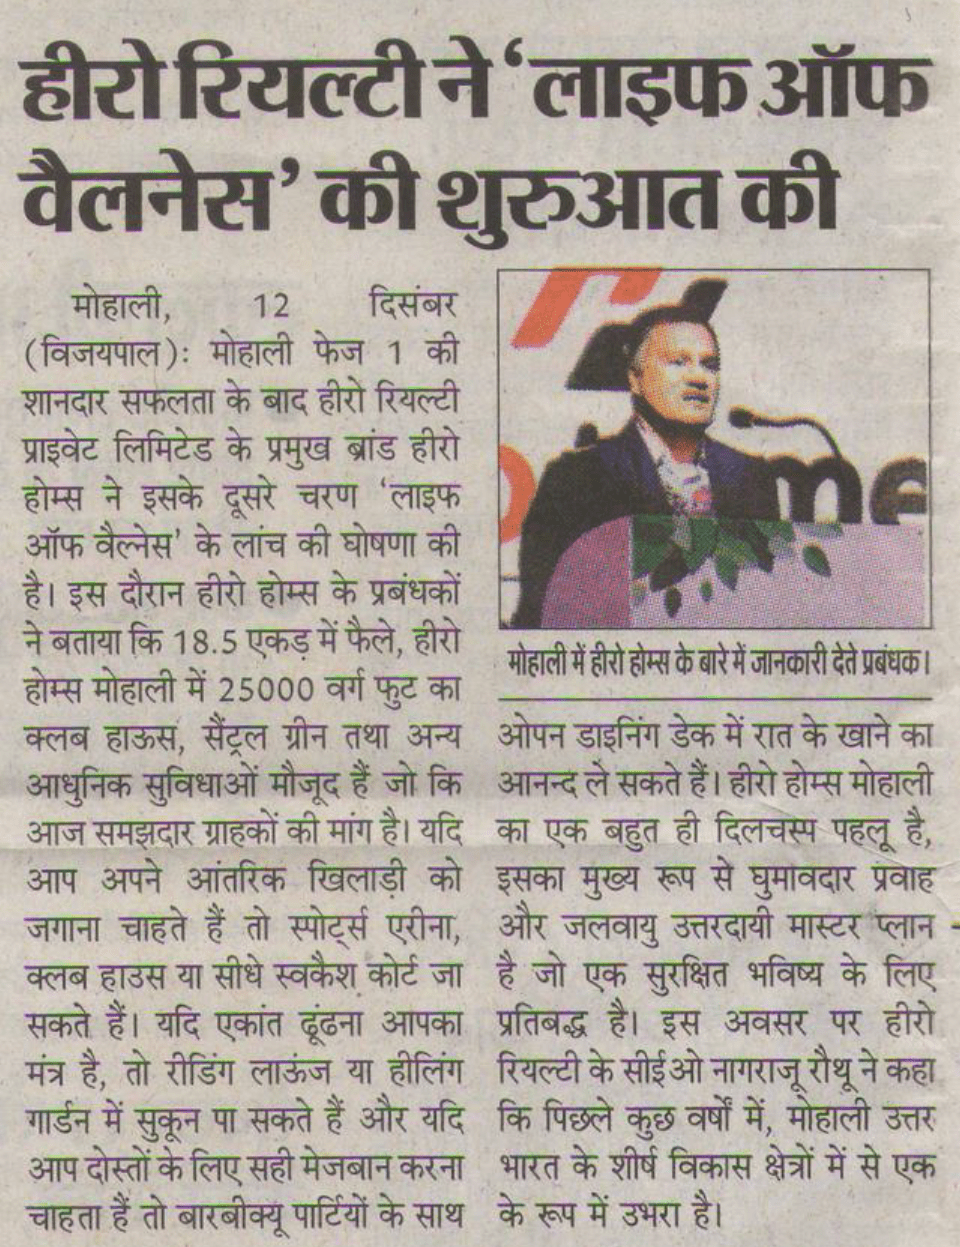 हीरो रियल्टी ने ‘लाइफ ऑफ
वैलनेस’ की शुरुआत की
मोहाली, 12 दिसंबर
(विजयपाल): मोहाली फेज 1 की
शानदार सफलता के बाद हीरो रियल्टी
प्राइवेट लिमिटेड के प्रमुख ब्रांड हीरो
होम्स ने इसके दूसरे चरण ‘लाइफ
ऑफ वैल्नेस’ के लांच की घोषणा की
है। इस दौरान हीरो होम्स के प्रबंधकों
ने बताया कि 18.5 एकड़ में फैले, हीरो
होम्स मोहाली में 25000 वर्ग फुट का
क्लब हाऊस, सैंट्रल ग्रीन तथा अन्य
आधुनिक सुविधाओं मौजूद हैं जो कि
आज समझदार ग्राहकों की मांग है। यदि
आप अपने आंतरिक खिलाड़ी को
जगाना चाहते हैं तो स्पोर्ट्स एरीना,
क्लब हाउस या सीधे स्वकैश कोर्ट जा
सकते हैं। यदि एकांत ढूंढना आपका
मंत्र है, तो रीडिंग लाऊंज या हीलिंग
गार्डन में सुकून पा सकते हैं और यदि
आप दोस्तों के लिए सही मेजबान करना
चाहता हैं तो बारबीक्यू पार्टियों के साथ
me
मोहाली में हीरो होम्स के बारे में जानकारी देते प्रबंधक।
ओपन डाइनिंग डेक में रात के खाने का
आनन्द ले सकते हैं। हीरो होम्स मोहाली
का एक बहुत ही दिलचस्प पहलू है,
इसका मुख्य रूप से घुमावदार प्रवाह
और जलवायु उत्तरदायी मास्टर प्लान
है जो एक सुरक्षित भविष्य के लिए
प्रतिबद्ध है। इस अवसर पर हीरो
रियल्टी के सीईओ नागराजू रौथू ने कहा
कि पिछले कुछ वर्षों में, मोहाली उत्तर
भारत के शीर्ष विकास क्षेत्रों में से एक
के रूप में उभरा है।